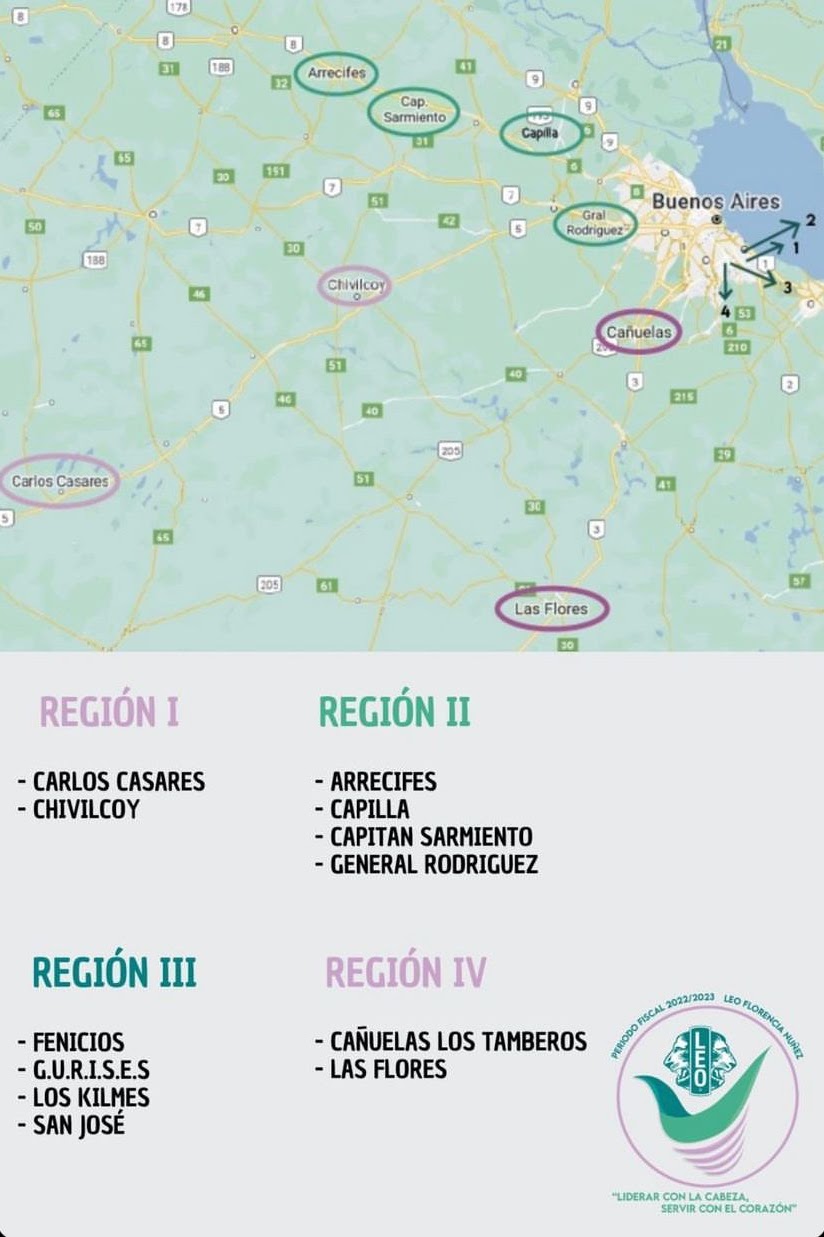 178
8
8
8
31
188
32
Arrecifes
41
21
9
9
Cap.
Sarmiento
Capilla
65
31
6
9
65
30
191
7
51
6
7
8
Buenos Aires
50
7
42
5
Gral
Rodriguez
2
1
188
30
1
3
Chivilcoy
46
4
53
Cañuelas
6
65
210
51
40
3
46
40
215
2
5
205
29
Carlos Casares
51
41
5
30
3
65
205
61
57
Las Flores
30
REGIÓN I
- CARLOS CASARES
- CHIVILCOY
REGIÓN II
- ARRECIFES
- CAPILLA
- CAPITAN SARMIENTO
- GENERAL RODRIGUEZ
REGIÓN III
- FENICIOS
- G.U.R.I.S.E.S
- LOS KILMES
- SAN JOSÉ
REGIÓN IV
- CAÑUELAS LOS TAMBEROS
- LAS FLORES
PERIODO FISCAL 2022/2023 LEO FLORENCIA NUÑEZ
LEO
"LIDERAR CON LA CABEZA,
SERVIR CON EL CORAZÓN"